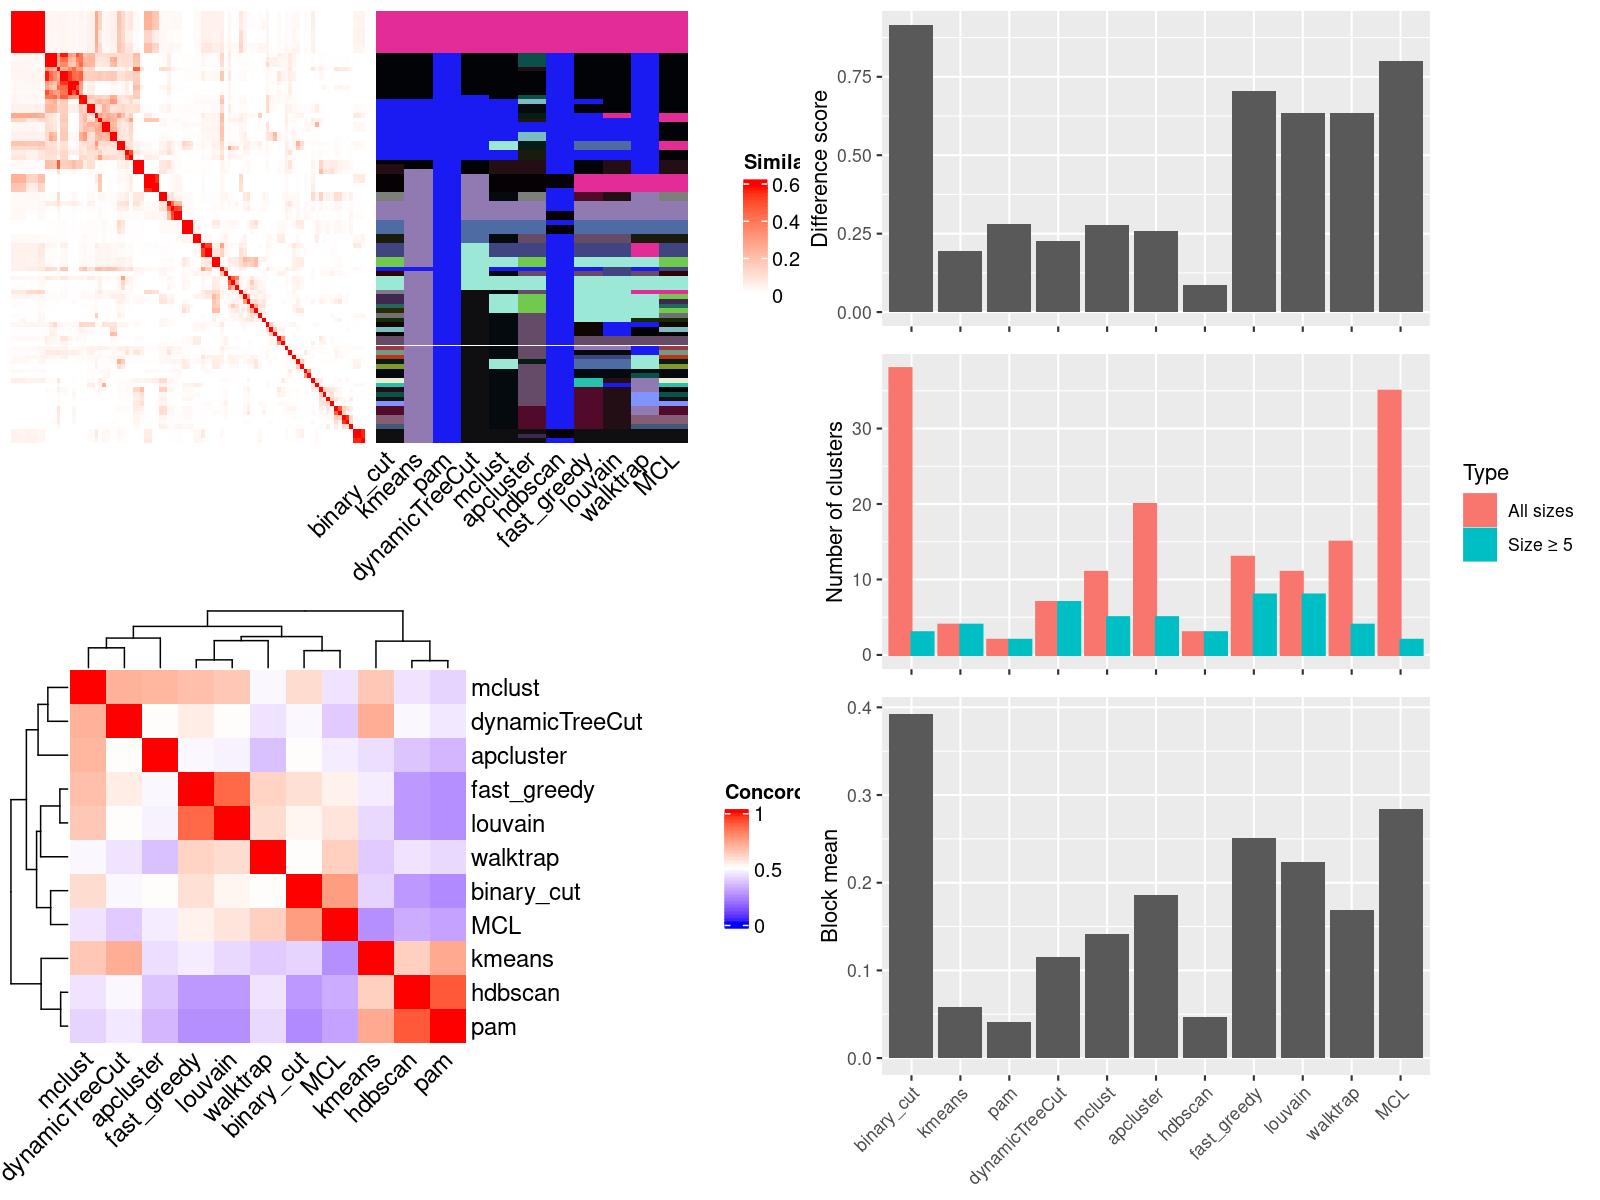 Simila
0.6
0.4
0.2
0
binary_cut
kmeans
pam
dynamicTreeCut
mclust
apcluster
hdbscan
fast_greedy
louvain
walktrap
MCL
mclust
dynamicTreeCut
apcluster
fast_greedy
louvain
walktrap
binary_cut
MCL
kmeans
hdbscan
pam
mclust
dynamicTreeCut
apcluster
fast_greedy
louvain
walktrap
binary_cut
MCL
kmeans
hdbscan
pam
Concord
1
0.5
0
Difference score
0.75
0.50
0.25
0.00
Number of clusters
30
20
10
0
Type
All sizes
Size ≥ 5
Block mean
0.4
0.3
0.2
0.1
0.0
binary_cut
kmeans
pam
dynamicTreeCut
mclust
apcluster
hdbscan
fast_greedy
louvain
walktrap
MCL